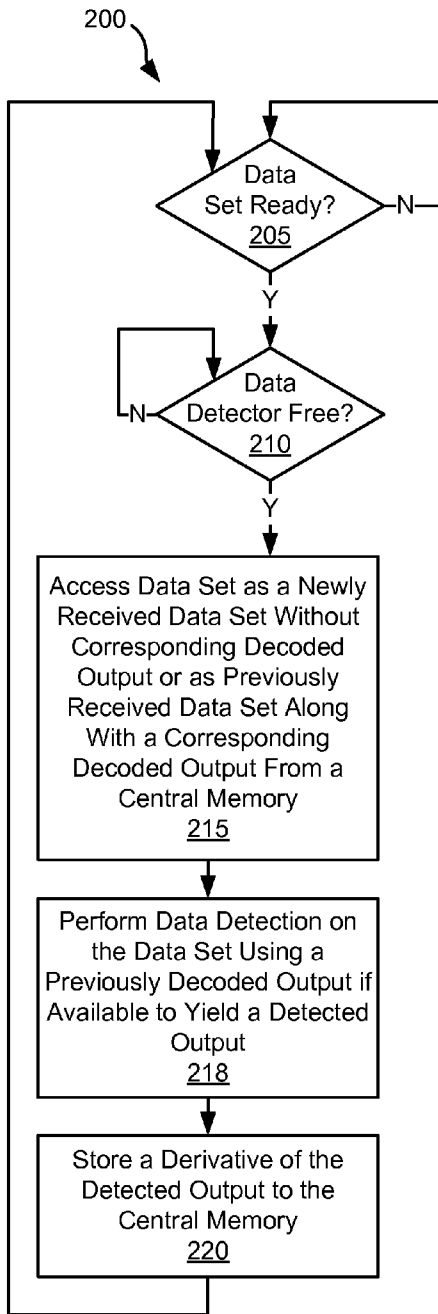 200
Data
Set Ready?
205
N
Y
Data
Detector Free?
210
N
Y
Access Data Set as a Newly
Received Data Set Without
Corresponding Decoded
Output or as Previously
Received Data Set Along
With a Corresponding
Decoded Output From a
Central Memory
215
Perform Data Detection on
the Data Set Using a
Previously Decoded Output if
Available to Yield a Detected
Output
218
Store a Derivative of the
Detected Output to the
Central Memory
220